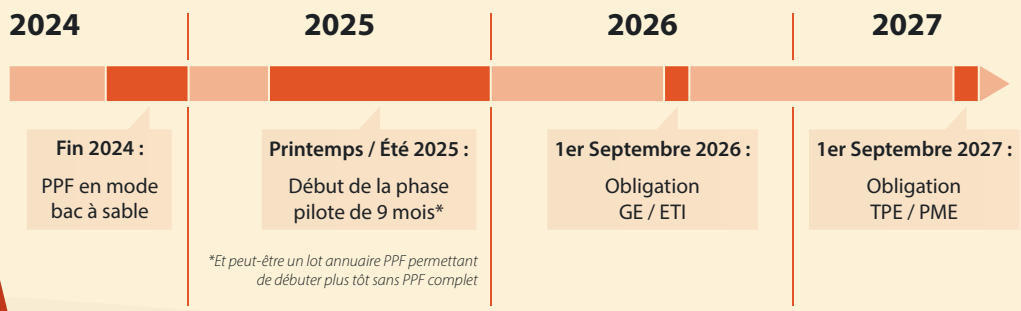 2024
2025
2026
2027
Fin 2024 :
PPF en mode
bac à sable
Printemps / Été 2025 :
Début de la phase
pilote de 9 mois*
*Et peut-être un lot annuaire PPF permettant
de débuter plus tôt sans PPF complet
1er Septembre 2026 :
Obligation
GE / ETI
1er Septembre 2027 :
Obligation
TPE / PME